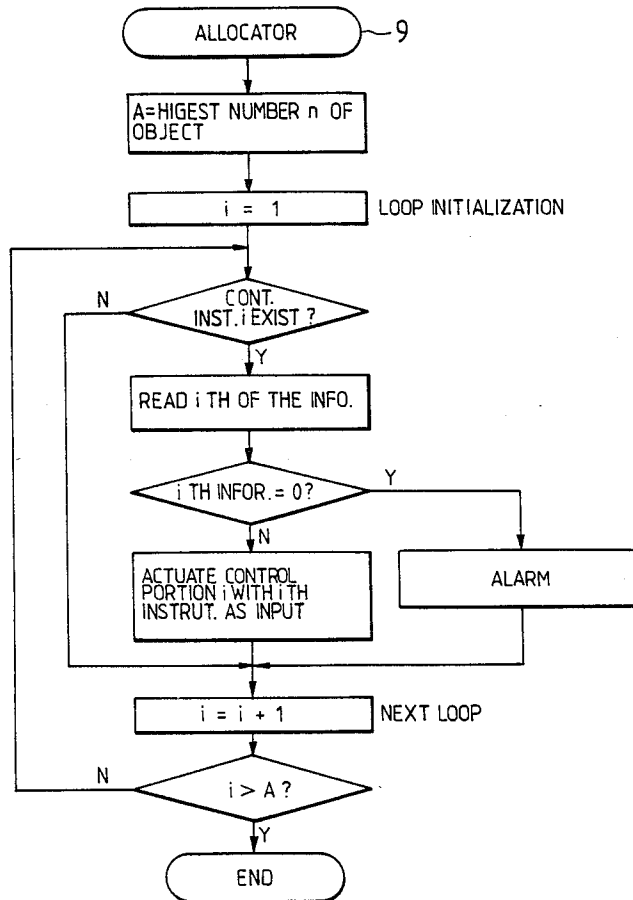 ALLOCATOR
9
A=HIGEST NUMBER n OF
OBJECT
i = 1
LOOP INITIALIZATION
CONT.
INST. i EXIST ?
N
Y
READ i TH OF THE INFO.
i TH INFOR. = 0?
Y
N
ACTUATE CONTROL
PORTION i WITH i TH
INSTRUT. AS INPUT
ALARM
i = i + 1
NEXT LOOP
i > A ?
N
Y
END